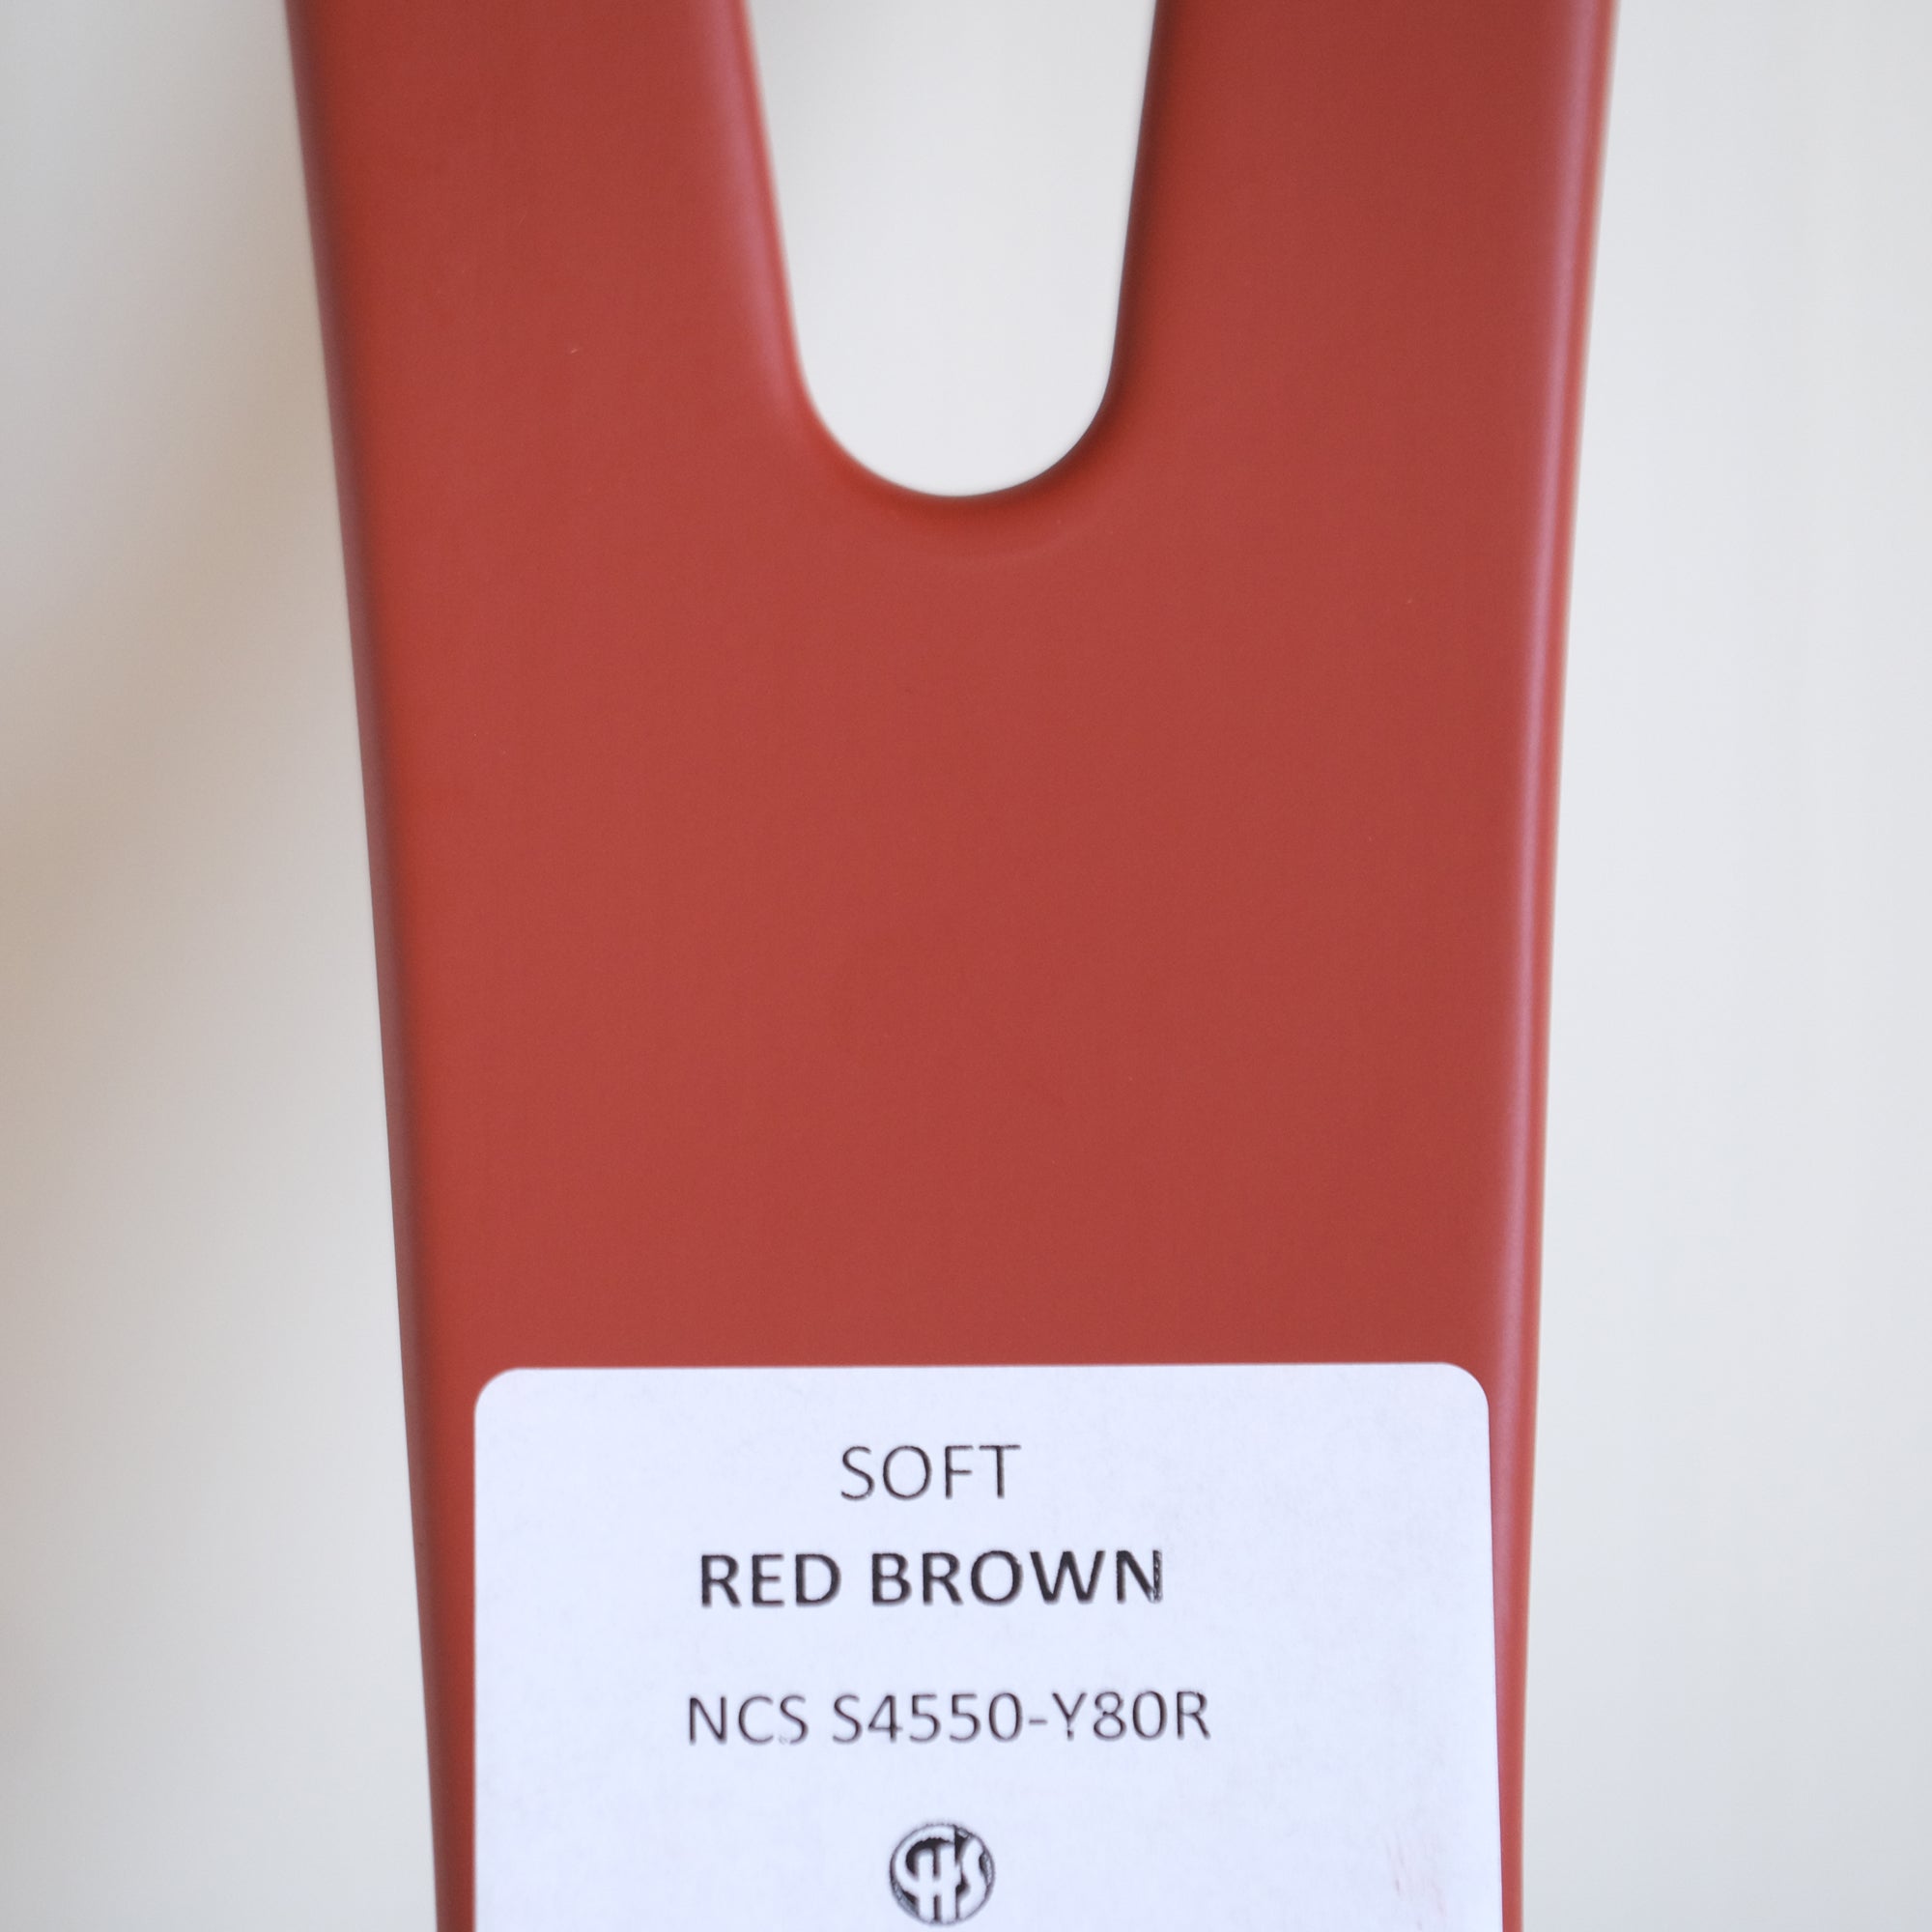 SOFT
RED BROWN
NCS S4550-Y80R